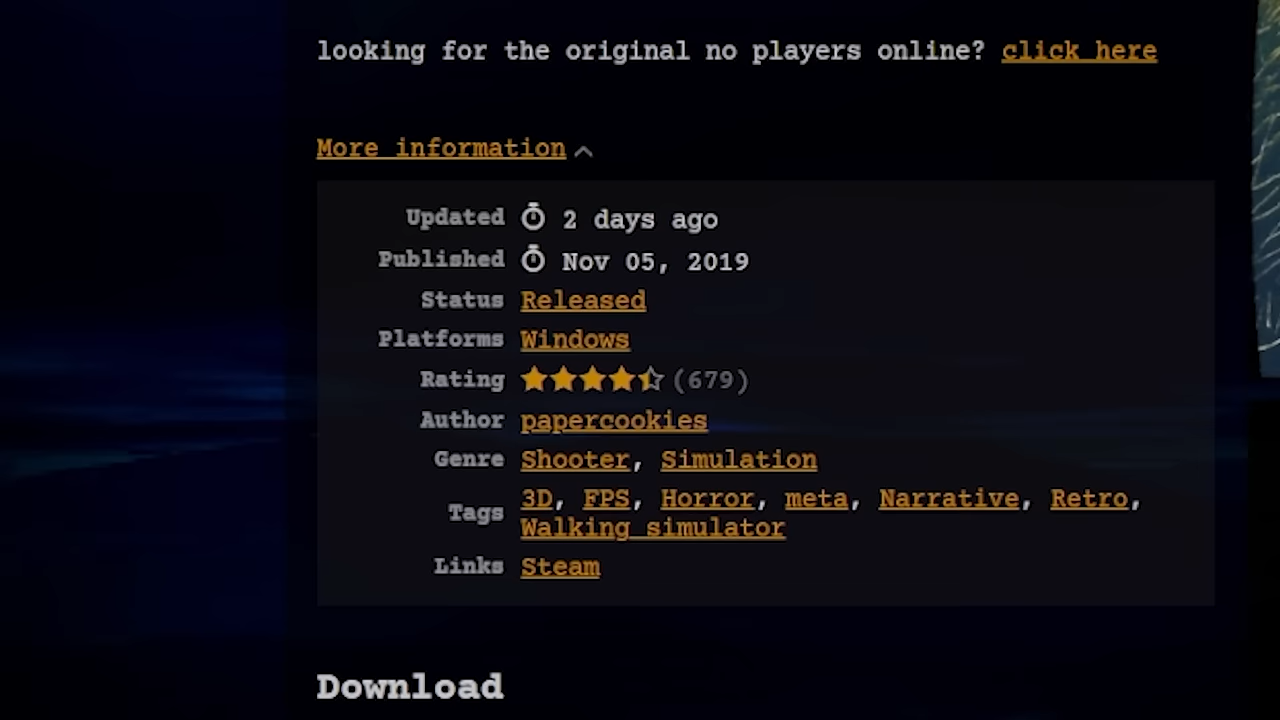 looking for the original no players online? click here
More information
Updated 2 days ago
Published Nov 05, 2019
Status Released
Platforms Windows
Rating (679)
Author papercookies
Genre Shooter, Simulation
Tags 3D, FPS, Horror, meta, Narrative, Retro,
Walking simulator
Links Steam
Download